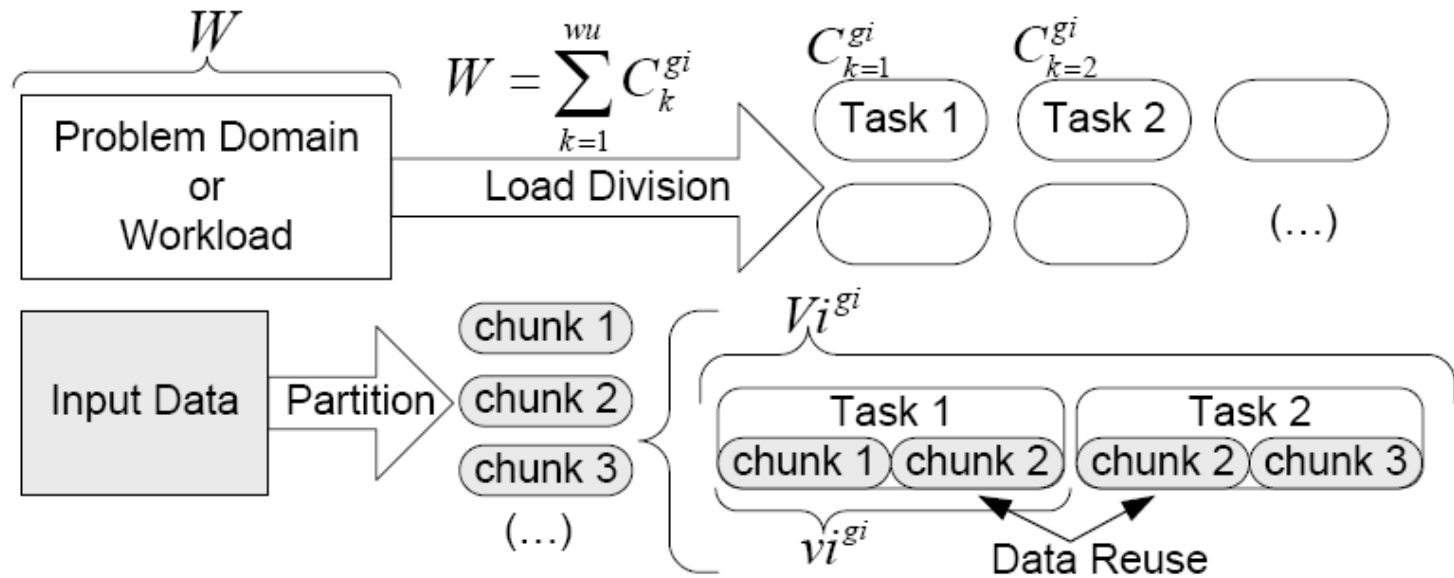 W
W = \sum_{k=1}^{wu} C_k^{gi}
C_{k=1}^{gi}
C_{k=2}^{gi}
Problem Domain
or
Workload
Load Division
Task 1
Task 2
(...)
Input Data
Partition
chunk 1
chunk 2
chunk 3
(...)
Vi^{gi}
Task 1
Task 2
chunk 1
chunk 2
chunk 2
chunk 3
vi^{gi}
Data Reuse